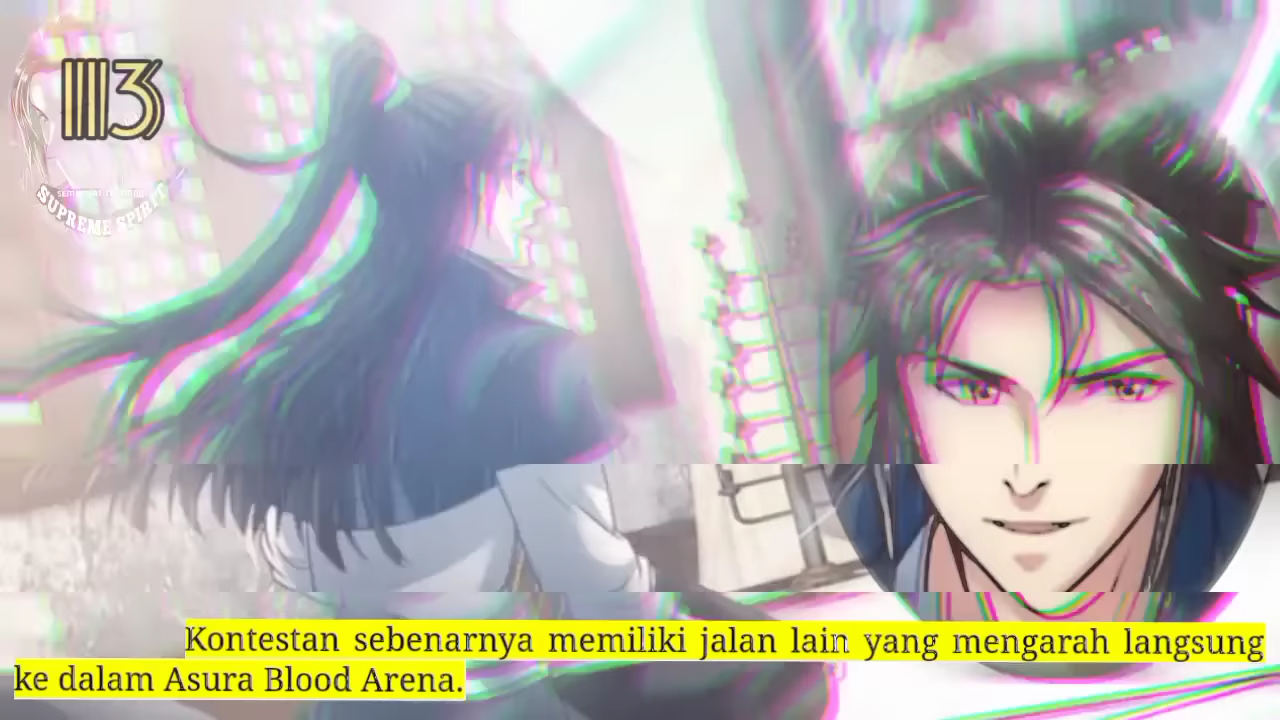 113
SUPREME SPIRIT
Kontestan sebenarnya memiliki jalan lain yang mengarah langsung
ke dalam Asura Blood Arena.